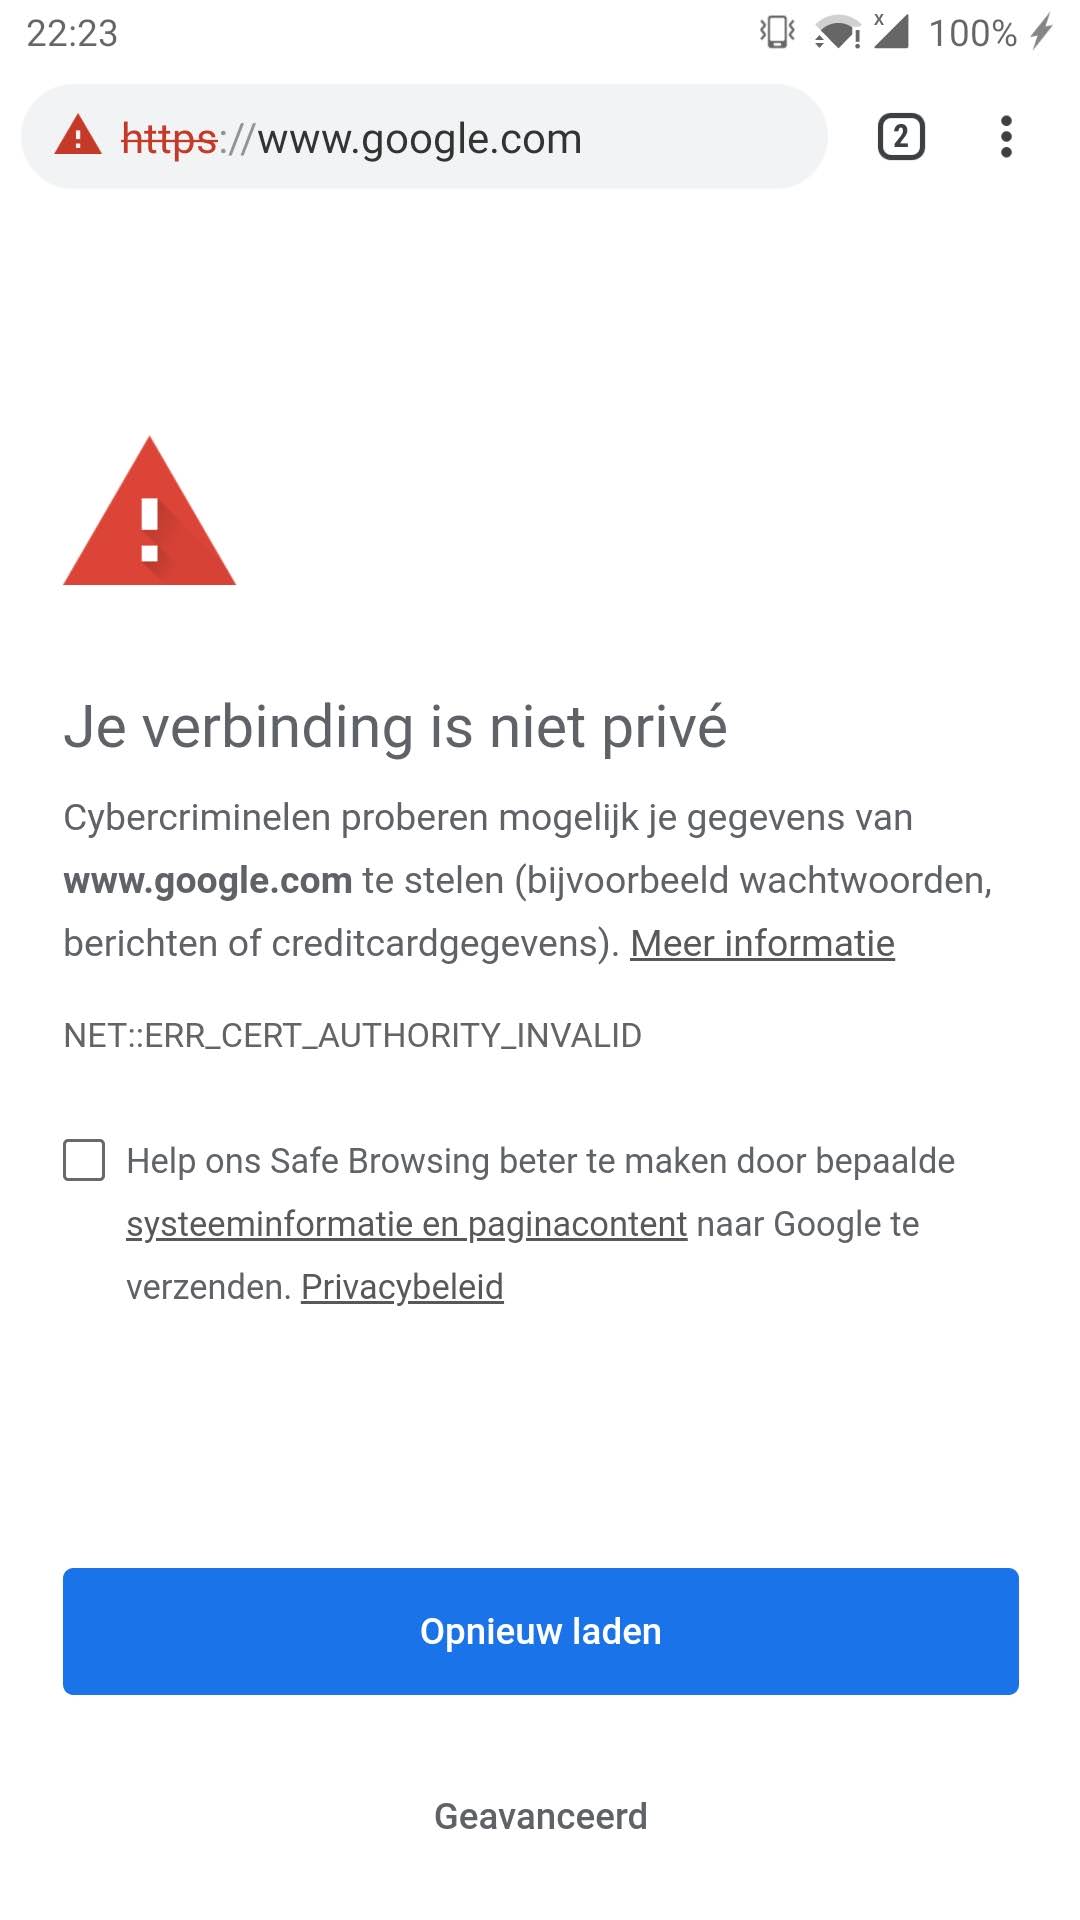 22:23
x
100%
https://www.google.com
2
Je verbinding is niet privé
Cybercriminelen proberen mogelijk je gegevens van
www.google.com te stelen (bijvoorbeeld wachtwoorden,
berichten of creditcardgegevens). Meer informatie
NET::ERR_CERT_AUTHORITY_INVALID
Help ons Safe Browsing beter te maken door bepaalde
systeeminformatie en paginacontent naar Google te
verzenden. Privacybeleid
Opnieuw laden
Geavanceerd